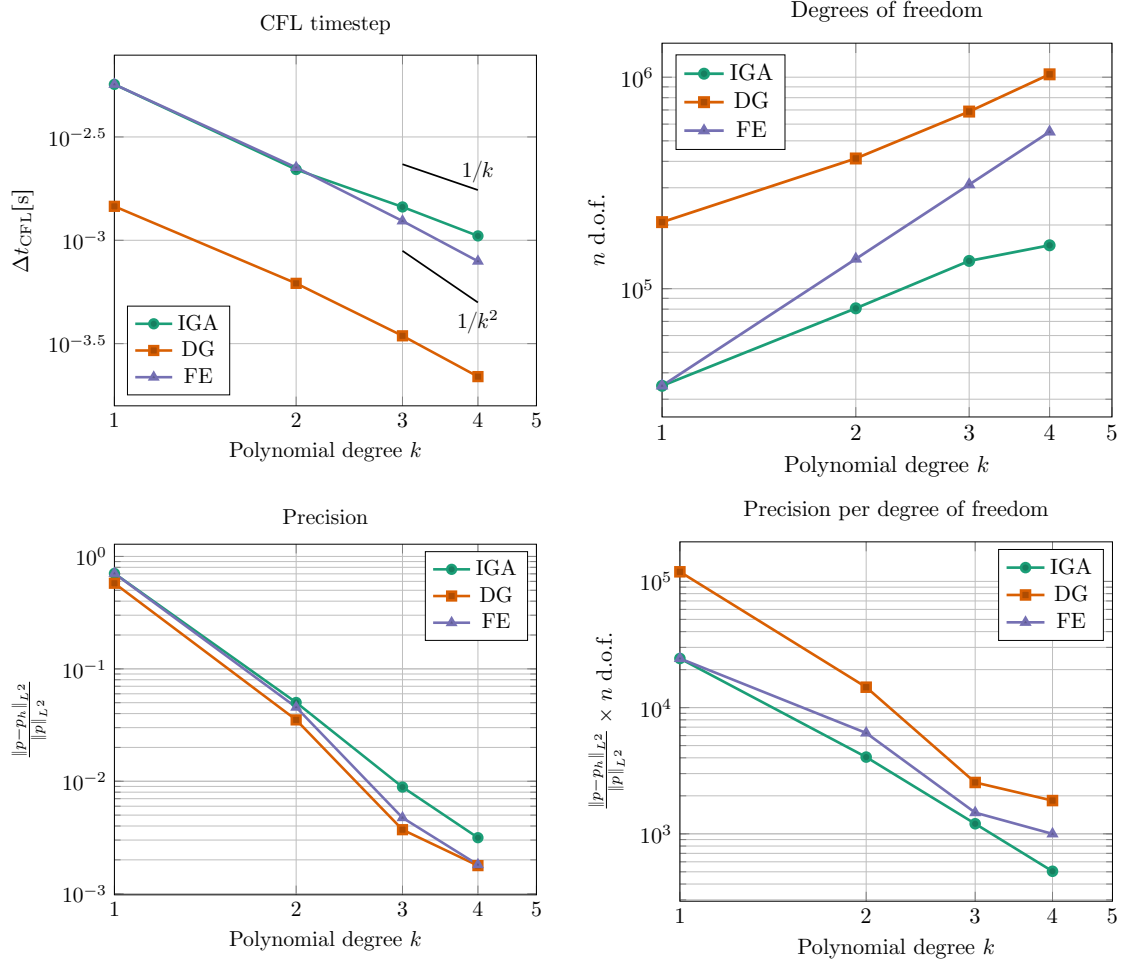 CFL timestep
10^{−2.5}
10^{−3}
10^{−3.5}
Δt_{CFL}[s]
1/k
1/k^2
IGA
DG
FE
1 2 3 4 5
Polynomial degree k
Degrees of freedom
10^6
10^5
n d.o.f.
IGA
DG
FE
1 2 3 4 5
Polynomial degree k
Precision
10^0
10^{−1}
10^{−2}
10^{−3}
‖p−p_h‖_{L^2} / ‖p‖_{L^2}
IGA
DG
FE
1 2 3 4 5
Polynomial degree k
Precision per degree of freedom
10^5
10^4
10^3
‖p−p_h‖_{L^2} / ‖p‖_{L^2} × n d.o.f.
IGA
DG
FE
1 2 3 4 5
Polynomial degree k